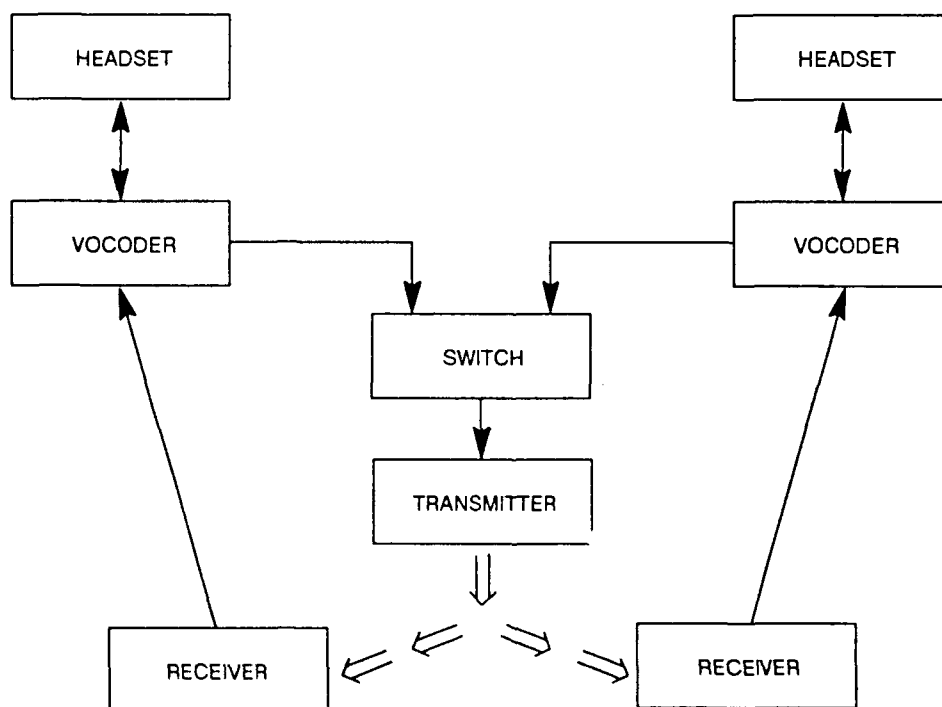 HEADSET
HEADSET
VOCODER
VOCODER
SWITCH
TRANSMITTER
RECEIVER
RECEIVER